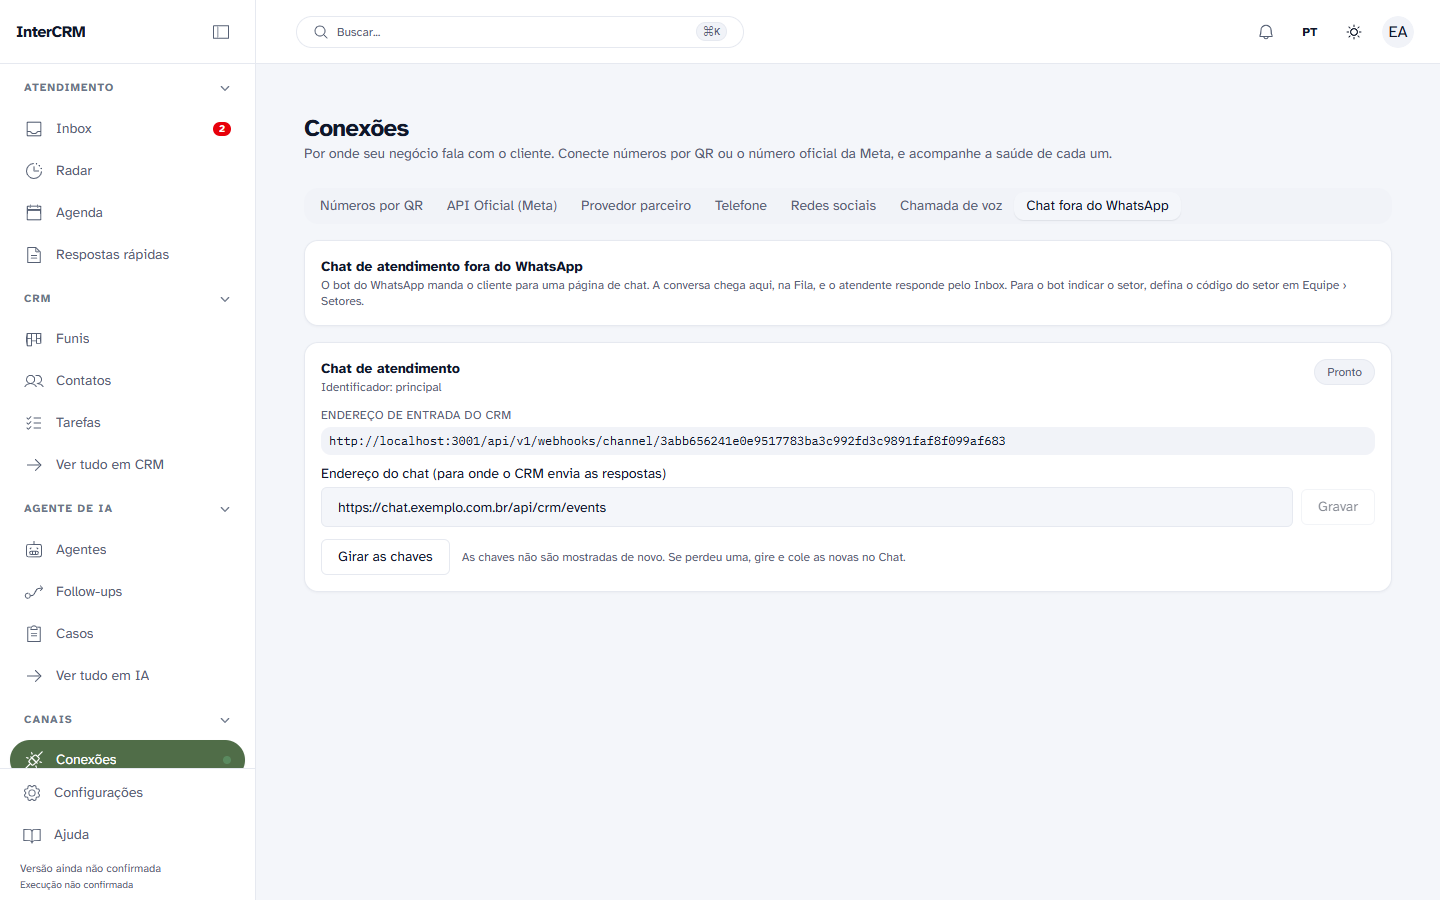 InterCRM
Buscar...
⌘K
PT
EA
ATENDIMENTO
Inbox
2
Radar
Agenda
Respostas rápidas
CRM
Funis
Contatos
Tarefas
Ver tudo em CRM
AGENTE DE IA
Agentes
Follow-ups
Casos
Ver tudo em IA
CANAIS
Conexões
Configurações
Ajuda
Versão ainda não confirmada
Execução não confirmada
Conexões
Por onde seu negócio fala com o cliente. Conecte números por QR ou o número oficial da Meta, e acompanhe a saúde de cada um.
Números por QR
API Oficial (Meta)
Provedor parceiro
Telefone
Redes sociais
Chamada de voz
Chat fora do WhatsApp
Chat de atendimento fora do WhatsApp
O bot do WhatsApp manda o cliente para uma página de chat. A conversa chega aqui, na Fila, e o atendente responde pelo Inbox. Para o bot indicar o setor, defina o código do setor em Equipe ›
Setores.
Chat de atendimento
Pronto
Identificador: principal
ENDEREÇO DE ENTRADA DO CRM
http://localhost:3001/api/v1/webhooks/channel/3abb656241e0e9517783ba3c992fd3c9891faf8f099af683
Endereço do chat (para onde o CRM envia as respostas)
https://chat.exemplo.com.br/api/crm/events
Gravar
Girar as chaves
As chaves não são mostradas de novo. Se perdeu uma, gire e cole as novas no Chat.